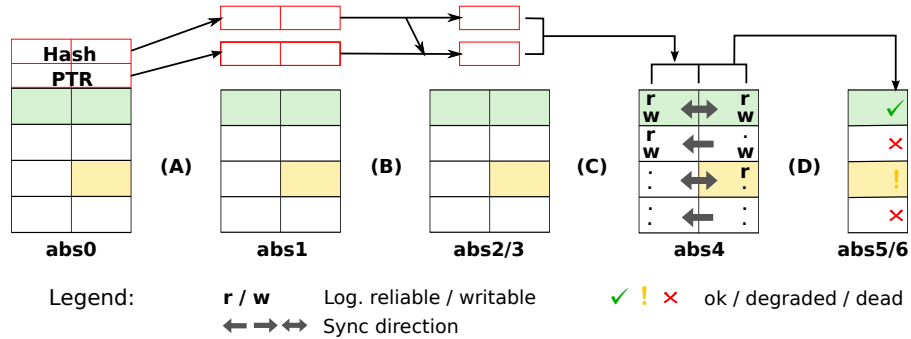 Hash
PTR
r r
w w
r .
w w
(A) (B) (C) (D)
. r
. .
. .
. .
abs0 abs1 abs2/3 abs4 abs5/6
Legend: r / w Log. reliable / writable ok / degraded / dead
Sync direction